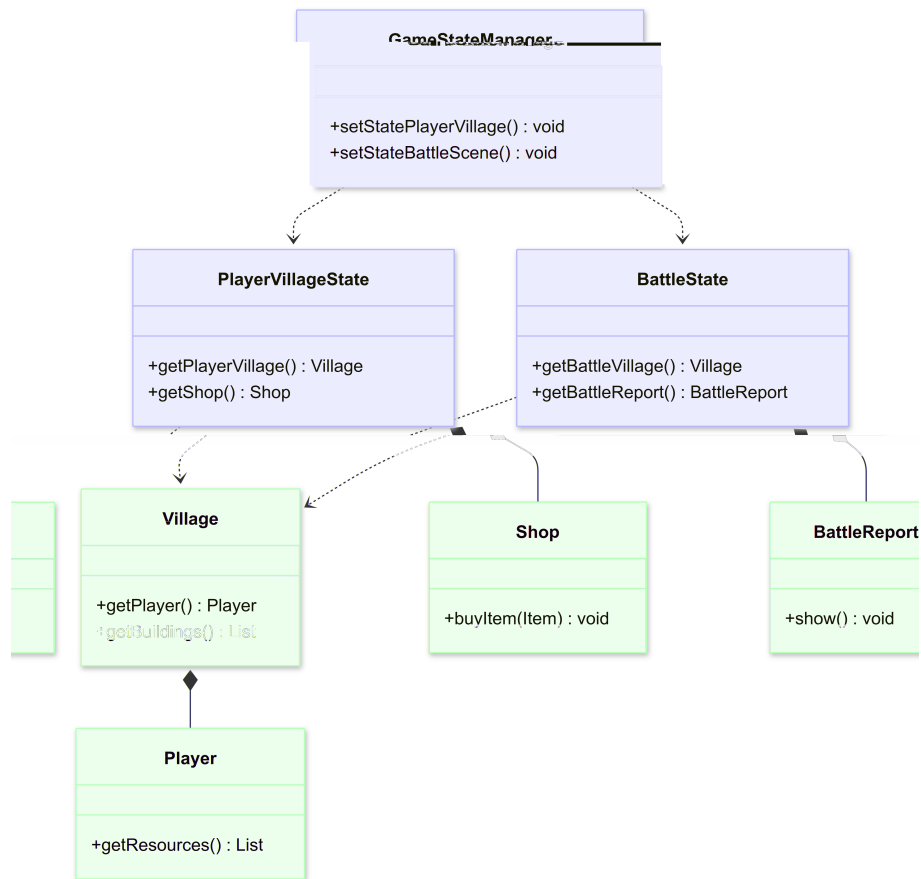 GameStateManager
+setStatePlayerVillage() : void
+setStateBattleScene() : void
PlayerVillageState
+getPlayerVillage() : Village
+getShop() : Shop
BattleState
+getBattleVillage() : Village
+getBattleReport() : BattleReport
Village
+getPlayer() : Player
+getBuildings() : List
Shop
+buyItem(Item) : void
BattleReport
+show() : void
Player
+getResources() : List